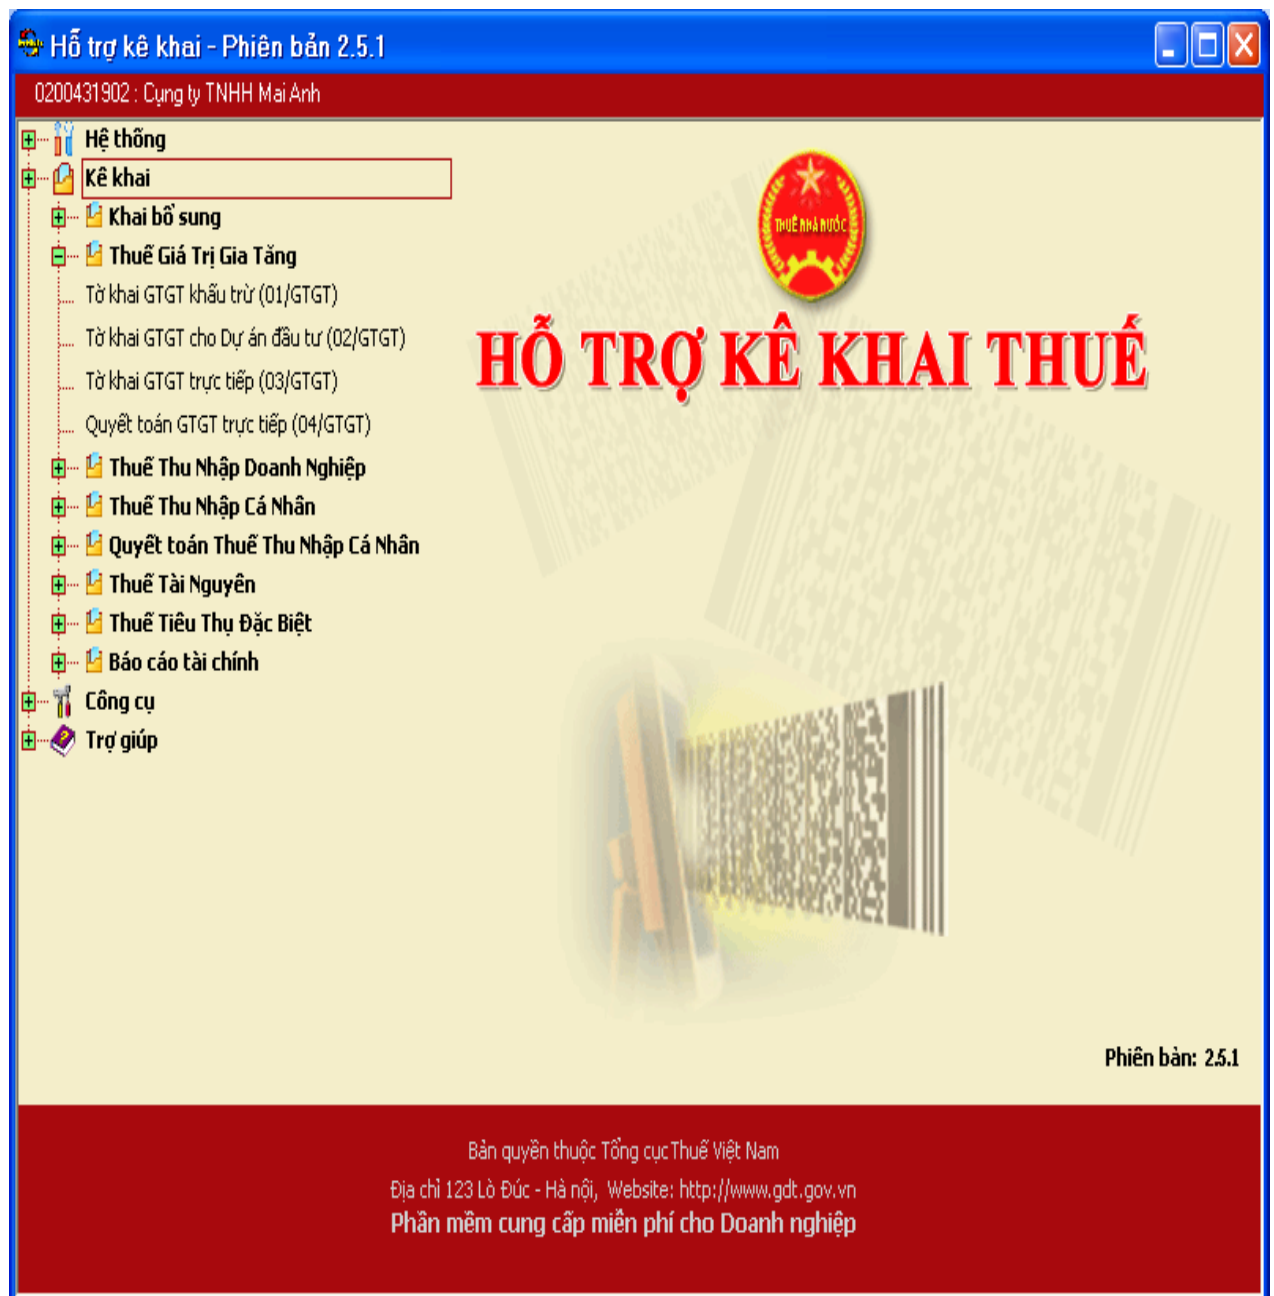 Hỗ trợ kê khai - Phiên bản 2.5.1
0200431902 : Cụng ty TNHH Mai Anh
Hệ thống
Kê khai
Khai bổ sung
Thuế Giá Trị Gia Tăng
Tờ khai GTGT khấu trừ (01/GTGT)
Tờ khai GTGT cho Dự án đầu tư (02/GTGT)
Tờ khai GTGT trực tiếp (03/GTGT)
Quyết toán GTGT trực tiếp (04/GTGT)
Thuế Thu Nhập Doanh Nghiệp
Thuế Thu Nhập Cá Nhân
Quyết toán Thuế Thu Nhập Cá Nhân
Thuế Tài Nguyên
Thuế Tiêu Thụ Đặc Biệt
Báo cáo tài chính
Công cụ
Trợ giúp
THUẾ NHÀ NƯỚC
HỖ TRỢ KÊ KHAI THUẾ
Phiên bản: 2.5.1
Bản quyền thuộc Tổng cục Thuế Việt Nam
Địa chỉ 123 Lò Đúc - Hà nội, Website: http://www.gdt.gov.vn
Phần mềm cung cấp miễn phí cho Doanh nghiệp